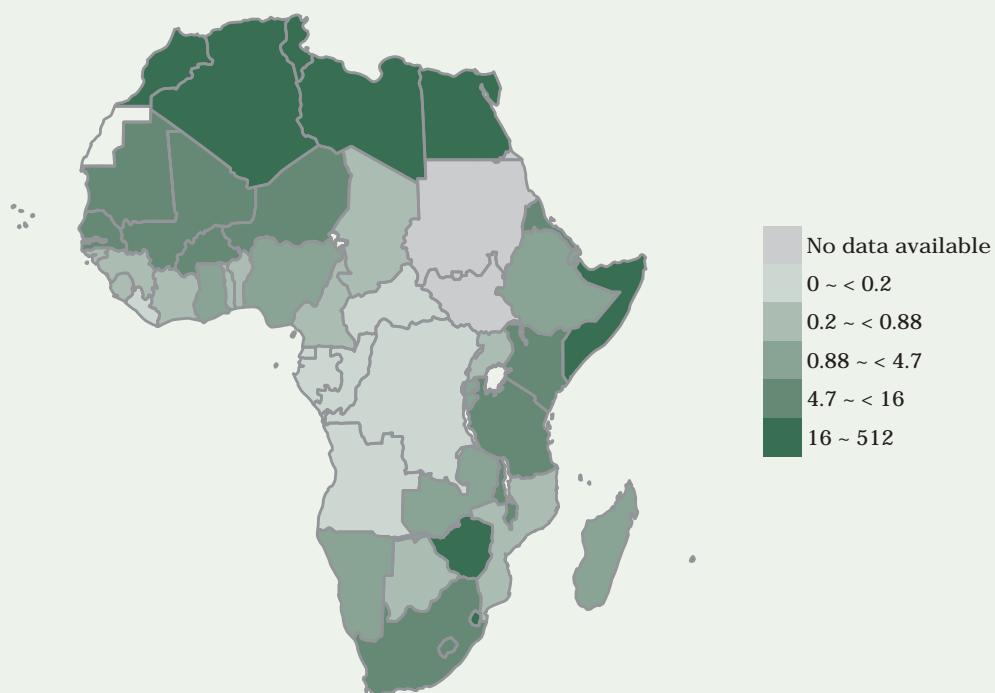 No data available
0 ~ < 0.2
0.2 ~ < 0.88
0.88 ~ < 4.7
4.7 ~ < 16
16 ~ 512